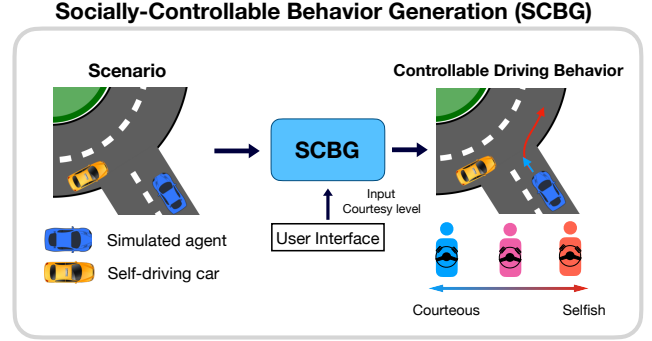 Socially-Controllable Behavior Generation (SCBG)
Scenario
Controllable Driving Behavior
SCBG
Input
Courtesy level
User Interface
Simulated agent
Self-driving car
Courteous
Selfish